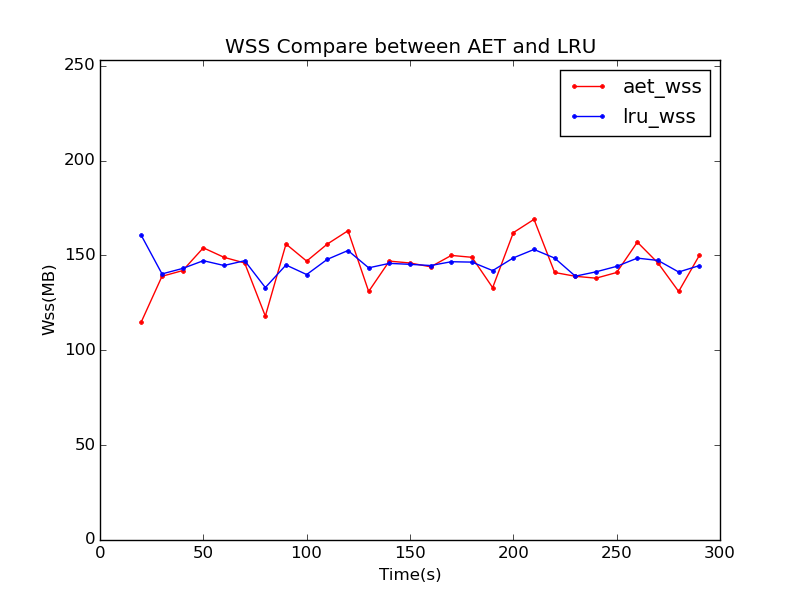 WSS Compare between AET and LRU
aet_wss
lru_wss
250
200
150
100
50
0
Wss(MB)
0 50 100 150 200 250 300
Time(s)